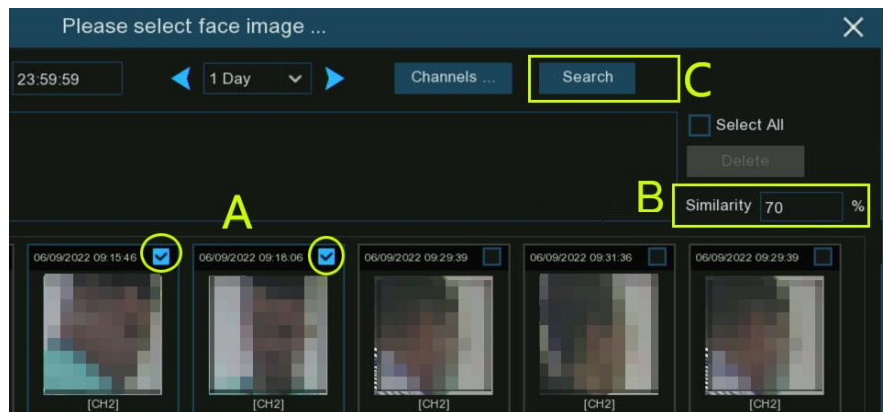 Please select face image ...
23:59:59 1 Day Channels ... Search C
Select All
Delete
A B Similarity 70 %
06/09/2022 09:15:46 06/09/2022 09:18:06 06/09/2022 09:29:39 06/09/2022 09:31:36 06/09/2022 09:29:39
[CH2] [CH2] [CH2] [CH2] [CH2]